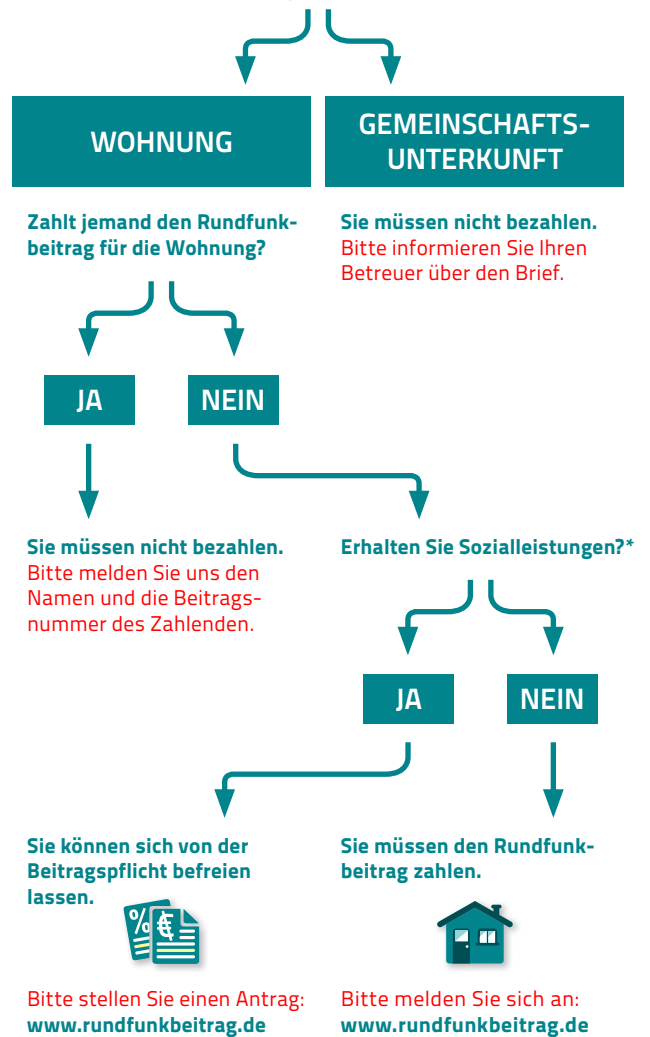 WOHNUNG
GEMEINSCHAFTS-
UNTERKUNFT
Zahlt jemand den Rundfunk-
beitrag für die Wohnung?
Sie müssen nicht bezahlen.
Bitte informieren Sie Ihren
Betreuer über den Brief.
JA
NEIN
Sie müssen nicht bezahlen.
Bitte melden Sie uns den
Namen und die Beitrags-
nummer des Zahlenden.
Erhalten Sie Sozialleistungen?*
JA
NEIN
Sie können sich von der
Beitragspflicht befreien
lassen.
% €
Bitte stellen Sie einen Antrag:
www.rundfunkbeitrag.de
Sie müssen den Rundfunk-
beitrag zahlen.
Bitte melden Sie sich an:
www.rundfunkbeitrag.de